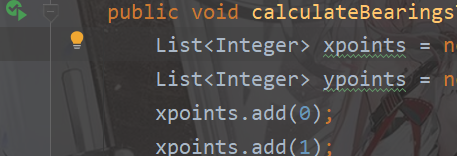 public void calculateBearings
List<Integer> xpoints =
List<Integer> ypoints =
xpoints.add(0);
xpoints.add(1);